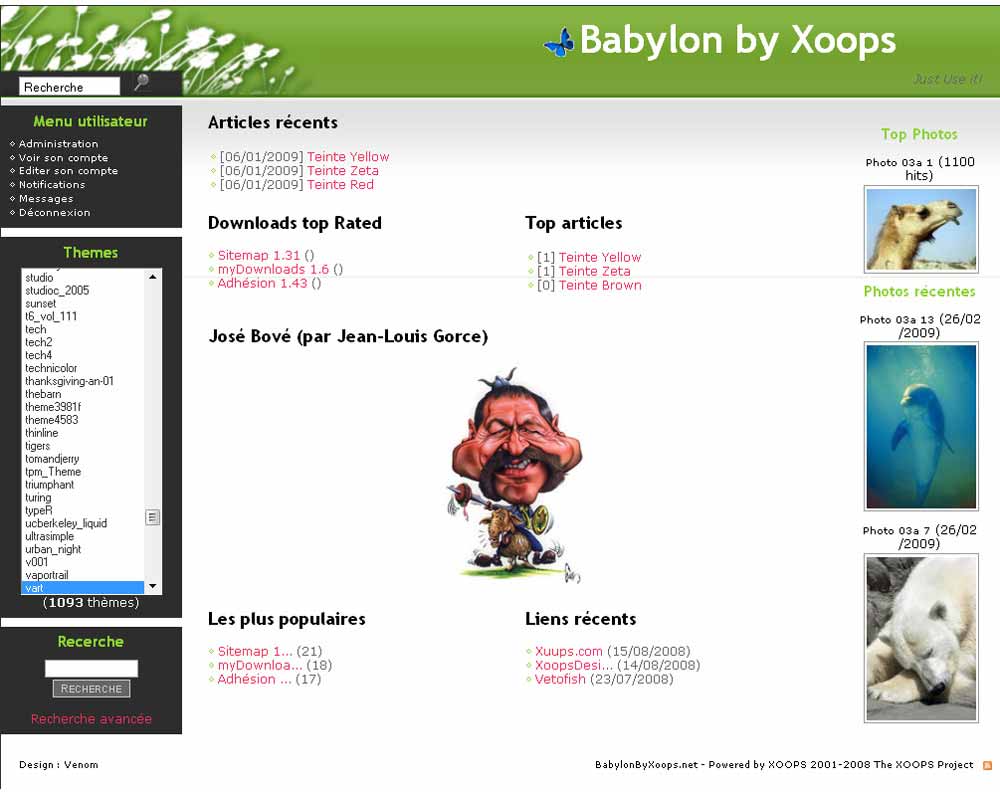 Babylon by Xoops
Just Use it!
Recherche
Menu utilisateur
Administration
Voir son compte
Editer son compte
Notifications
Messages
Déconnexion
Themes
studio
studioc_2005
sunset
t6_vol_111
tech
tech2
tech4
technicolor
thanksgiving-an-01
thebarn
theme3981f
theme4583
thinline
tigers
tomandjerry
tpm_Theme
triumphant
turing
typeR
ucberkeley_liquid
ultrasimple
urban_night
v001
vaportrail
vart
(1093 thèmes)
Recerche
RECHERCHE
Recherche avancée
Articles récents
[06/01/2009] Teinte Yellow
[06/01/2009] Teinte Zeta
[06/01/2009] Teinte Red
Downloads top Rated
Sitemap 1.31 ()
myDownloads 1.6 ()
Adhésion 1.43 ()
Top articles
[1] Teinte Yellow
[1] Teinte Zeta
[0] Teinte Brown
José Bové (par Jean-Louis Gorce)
Les plus populaires
Sitemap 1... (21)
myDownloa... (18)
Adhésion ... (17)
Liens récents
Xuups.com (15/08/2008)
XoopsDesi... (14/08/2008)
Vetofish (23/07/2008)
Top Photos
Photo 03a 1 (1100
hits)
Photos récentes
Photo 03a 13 (26/02
/2009)
Photo 03a 7 (26/02
/2009)
Design : Venom
BabylonByXoops.net - Powered by XOOPS 2001-2008 The XOOPS Project